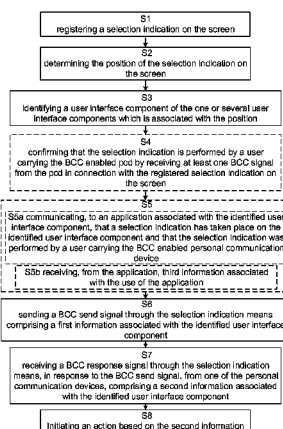 S1
registering a selection indication on the screen
S2
determining the position of the selection indication on
the screen
S3
identifying a user interface component of the one or several user
interface components which is associated with the position
S4
confirming that the selection indication is performed by a user
carrying the BCC enabled pcd by receiving at least one BCC signal
from the pcd in connection with the registered selection indication on
the screen
S5
S5a communicating, to an application associated with the identified user
interface component, that a selection indication has taken place on the
identified user interface component and that the selection indication was
performed by a user carrying the BCC enabled personal communication
device
S5b receiving, from the application, third information associated
with the use of the application
S6
sending a BCC send signal through the selection indication means
comprising a first information associated with the identified user interface
component
S7
receiving a BCC response signal through the selection indication
means, in response to the BCC send signal, from one of the personal
communication devices, comprising a second information associated
with the identified user interface component
S8
Initiating an action based on the second information